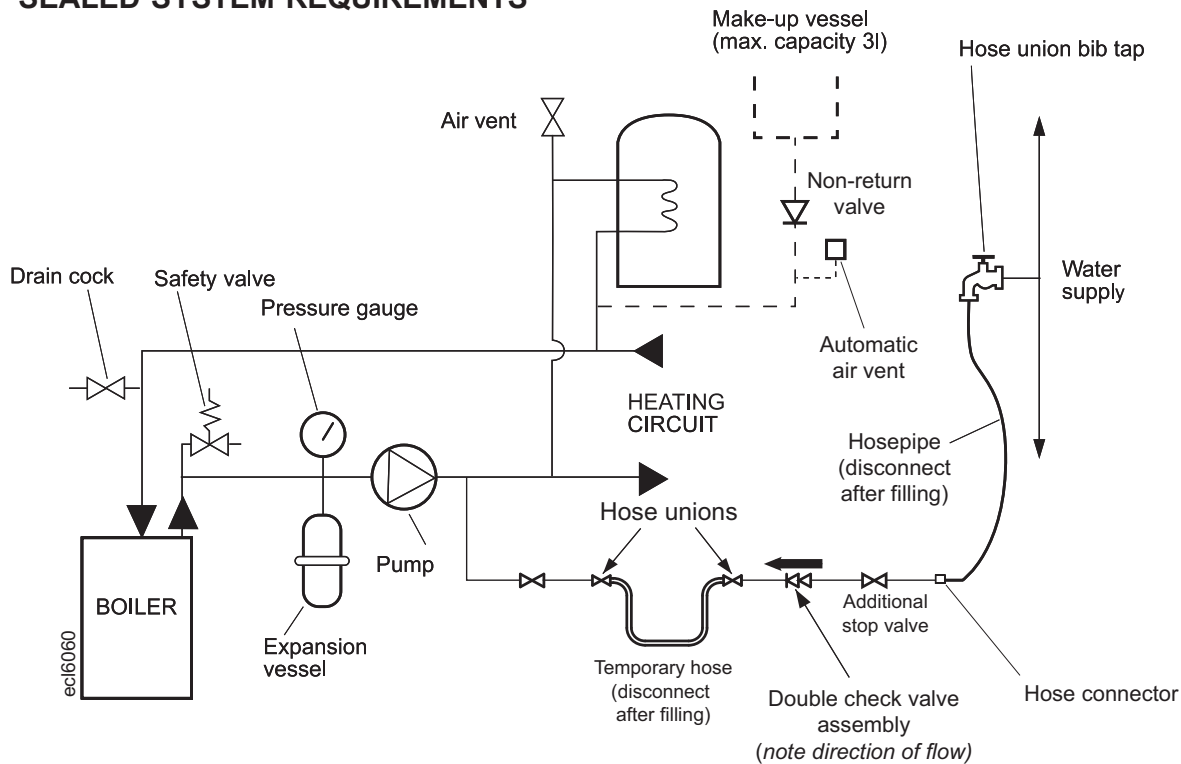 SEALED SYSTEM REQUIREMENTS
Make-up vessel
(max. capacity 3l)
Hose union bib tap
Air vent
Non-return
valve
Drain cock
Safety valve
Pressure gauge
Water
supply
Automatic
air vent
HEATING
CIRCUIT
Hosepipe
(disconnect
after filling)
Hose unions
Pump
BOILER
Additional
stop valve
Expansion
vessel
ecl6060
Temporary hose
(disconnect
after filling)
Double check valve
assembly
(note direction of flow)
Hose connector